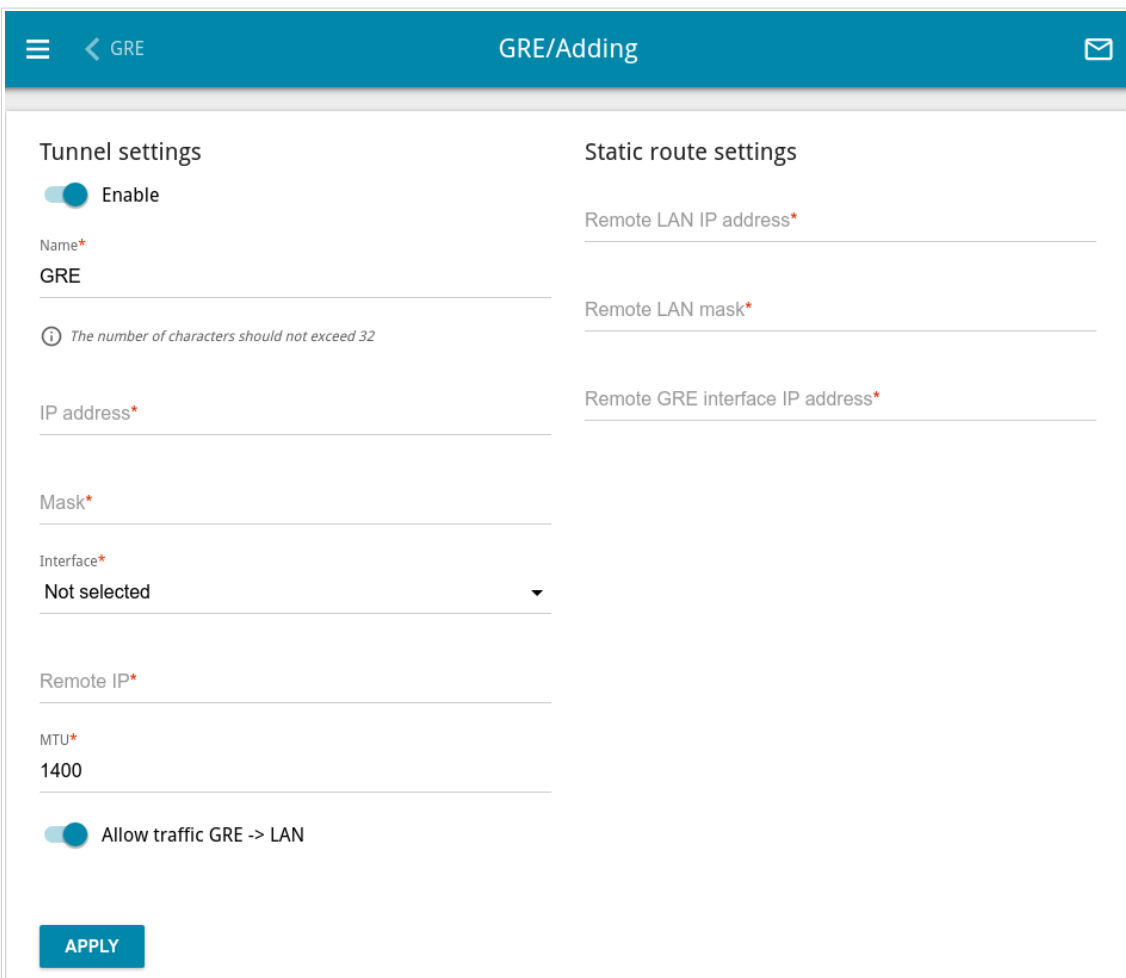 GRE
GRE/Adding
Tunnel settings
Enable
Name*
GRE
The number of characters should not exceed 32
IP address*
Mask*
Interface*
Not selected
Remote IP*
MTU*
1400
Allow traffic GRE -> LAN
APPLY
Static route settings
Remote LAN IP address*
Remote LAN mask*
Remote GRE interface IP address*